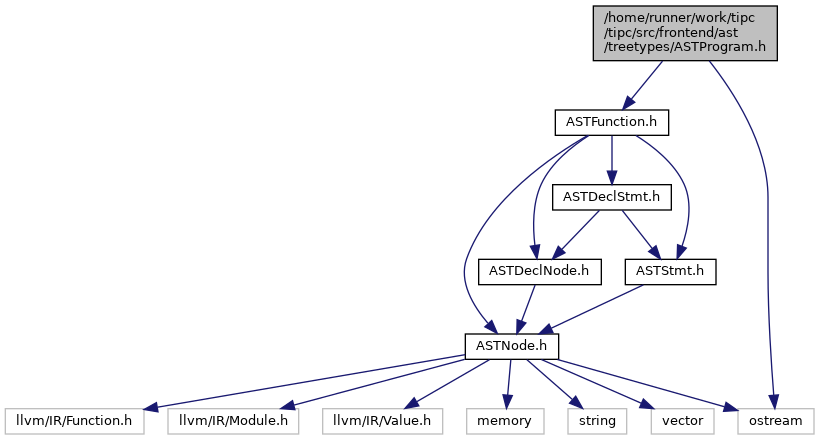 /home/runner/work/tipc
/tipc/src/frontend/ast
/treetypes/ASTProgram.h
ASTFunction.h
ASTDeclStmt.h
ASTDeclNode.h
ASTStmt.h
ASTNode.h
llvm/IR/Function.h
llvm/IR/Module.h
llvm/IR/Value.h
memory
string
vector
ostream